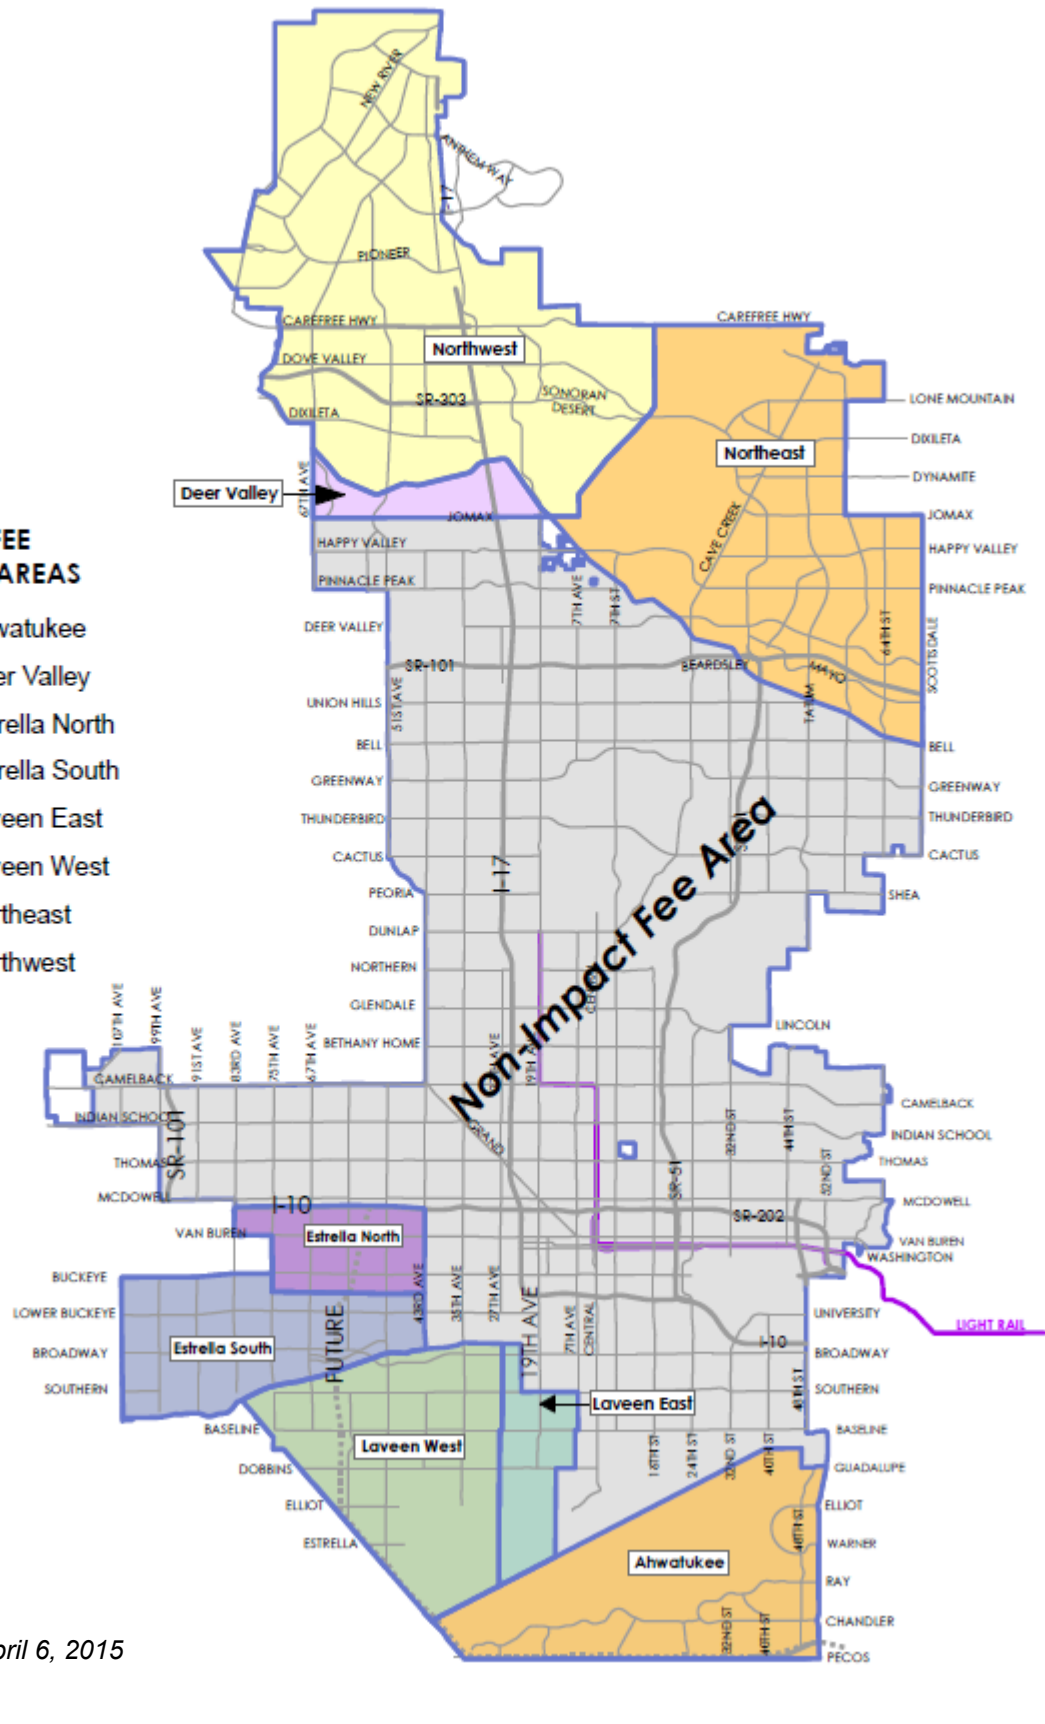 NEW RIVER
ANTHEM WAY
I-17
PIONEER
CAREFREE HWY
CAREFREE HWY
Northwest
DOVE VALLEY
SR-303
SONORAN
DESERT
DIXILETA
LONE MOUNTAIN
DIXILETA
Northeast
DYNAMITE
67TH AVE
Deer Valley
JOMAX
JOMAX
CAVE CREEK
FEE
AREAS
HAPPY VALLEY
HAPPY VALLEY
PINNACLE PEAK
PINNACLE PEAK
7TH AVE
7TH ST
64TH ST
SCOTTSDALE
watukee
DEER VALLEY
er Valley
SR-101
BEARDSLEY
MAYO
51ST AVE
TATUM
UNION HILLS
rella North
BELL
BELL
rella South
GREENWAY
GREENWAY
een East
THUNDERBIRD
THUNDERBIRD
een West
CACTUS
CACTUS
I-17
Non-Impact Fee Area
PEORIA
SHEA
rtheast
DUNLAP
rthwest
NORTHERN
GLENDALE
107TH AVE
99TH AVE
91ST AVE
83RD AVE
75TH AVE
67TH AVE
BETHANY HOME
19TH AVE
LINCOLN
CAMELBACK
CAMELBACK
INDIAN SCHOOL
INDIAN SCHOOL
SR-101
GRAND
32ND ST
44TH ST
52ND ST
THOMAS
THOMAS
SR-51
MCDOWELL
MCDOWELL
I-10
SR-202
VAN BUREN
Estrella North
VAN BUREN
WASHINGTON
BUCKEYE
43RD AVE
35TH AVE
27TH AVE
19TH AVE
7TH AVE
CENTRAL
LOWER BUCKEYE
UNIVERSITY
LIGHT RAIL
FUTURE
Estrella South
I-10
BROADWAY
BROADWAY
SOUTHERN
48TH ST
SOUTHERN
Laveen East
BASELINE
BASELINE
Laveen West
16TH ST
24TH ST
32ND ST
40TH ST
DOBBINS
GUADALUPE
ELLIOT
ELLIOT
48TH ST
ESTRELLA
WARNER
Ahwatukee
RAY
32ND ST
40TH ST
CHANDLER
pril 6, 2015
PECOS